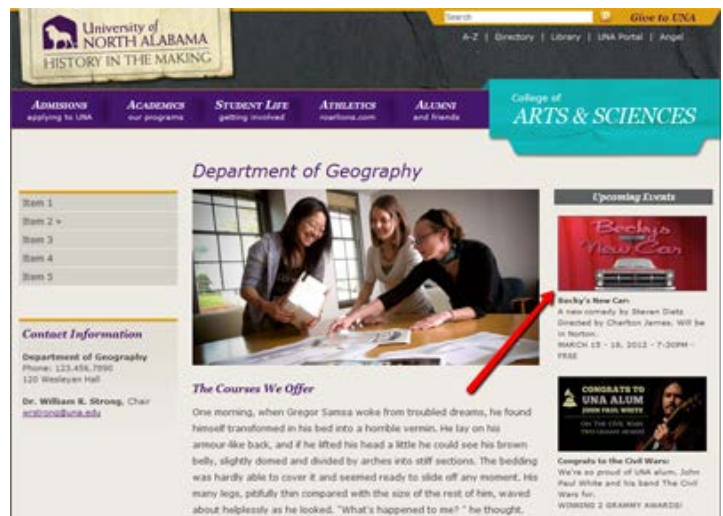 University of
NORTH ALABAMA
HISTORY IN THE MAKING
Search
Give to UNA
A-Z | Directory | Library | UNA Portal | Angel
ADMISSIONS
applying to UNA
ACADEMICS
our programs
STUDENT LIFE
getting involved
ATHLETICS
roarlions.com
ALUMNI
and friends
College of
ARTS & SCIENCES
Department of Geography
Item 1
Item 2 »
Item 3
Item 4
Item 5
Contact Information
Department of Geography
Phone: 123.456.7890
120 Wesleyan Hall
Dr. William R. Strong, Chair
wrstrong@una.edu
The Courses We Offer
One morning, when Gregor Samsa woke from troubled dreams, he found
himself transformed in his bed into a horrible vermin. He lay on his
armour-like back, and if he lifted his head a little he could see his brown
belly, slightly domed and divided by arches into stiff sections. The bedding
was hardly able to cover it and seemed ready to slide off any moment. His
many legs, pitifully thin compared with the size of the rest of him, waved
about helplessly as he looked. "What's happened to me? " he thought.
Upcoming Events
Becky's
New Car
Becky's New Car:
A new comedy by Steven Dietz
Directed by Charlton James. Will be
in Norton.
MARCH 15 - 18, 2012 - 7:30PM -
FREE
CONGRATS TO
UNA ALUM
JOHN PAUL WHITE
ON THE CIVIL WARS
TWO GRAMMY AWARDS!
Congrats to the Civil Wars:
We're so proud of UNA alum, John
Paul White and his band The Civil
Wars for.
WINNING 2 GRAMMY AWARDS!